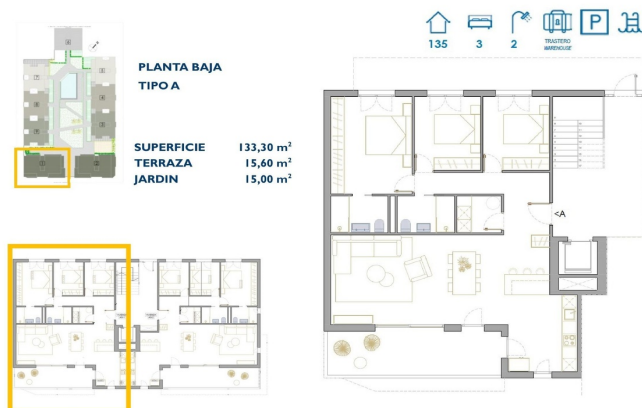 135
3
2
TRASTERO
WAREHOUSE
P
PLANTA BAJA
TIPO A
SUPERFICIE 133,30 m²
TERRAZA 15,60 m²
JARDIN 15,00 m²
<A